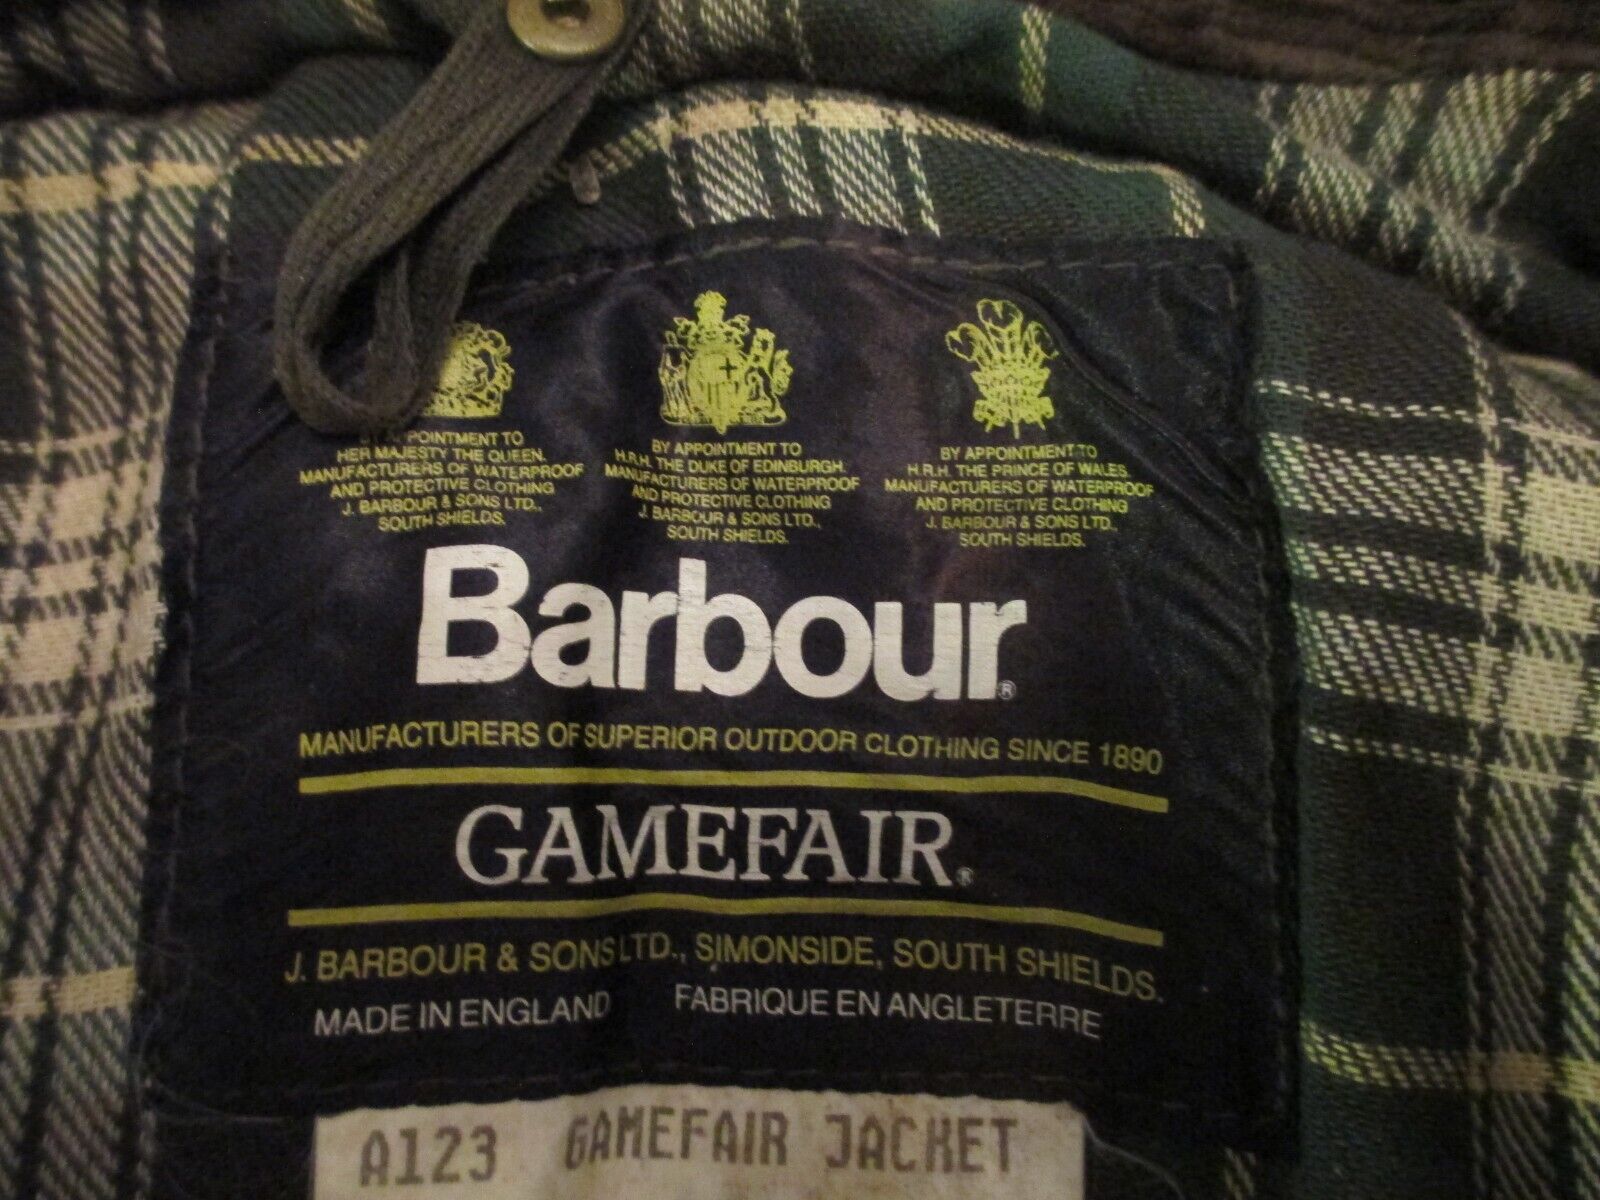 POINTMENT TO
HER MAJESTY THE QUEEN.
MANUFACTURERS OF WATERPROOF
AND PROTECTIVE CLOTHING
J. BARBOUR & SONS LTD.,
SOUTH SHIELDS.
BY APPOINTMENT TO
H.R.H. THE DUKE OF EDINBURGH.
MANUFACTURERS OF WATERPROOF
AND PROTECTIVE CLOTHING
J. BARBOUR & SONS LTD.,
SOUTH SHIELDS.
BY APPOINTMENT TO
H.R.H. THE PRINCE OF WALES.
MANUFACTURERS OF WATERPROOF
AND PROTECTIVE CLOTHING
J. BARBOUR & SONS LTD.,
SOUTH SHIELDS.
Barbour®
MANUFACTURERS OF SUPERIOR OUTDOOR CLOTHING SINCE 1890
GAMEFAIR®
J. BARBOUR & SONS LTD., SIMONSIDE, SOUTH SHIELDS.
MADE IN ENGLAND FABRIQUE EN ANGLETERRE
A123 GAMEFAIR JACKET